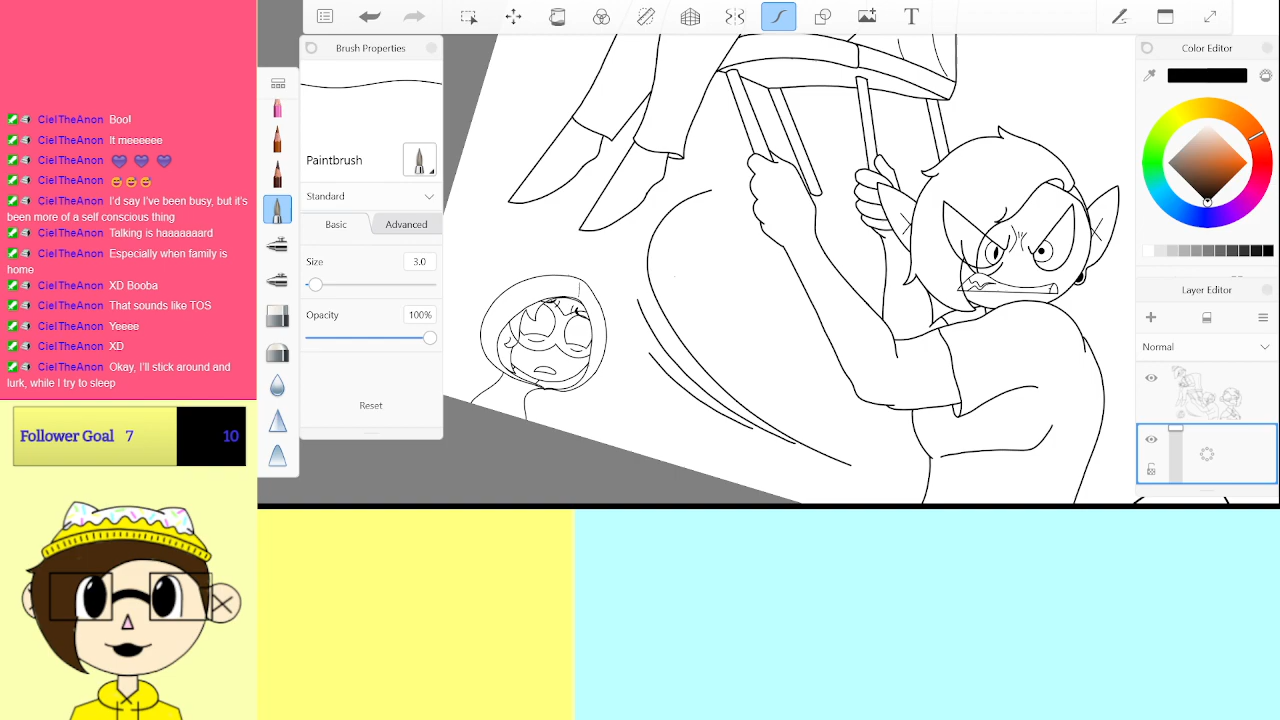 CielTheAnon Boo!
CielTheAnon It meeeeee
CielTheAnon
CielTheAnon
CielTheAnon I'd say I've been busy, but it's
been more of a self conscious thing
CielTheAnon Talking is haaaaaard
CielTheAnon Especially when family is
home
CielTheAnon XD Booba
CielTheAnon That sounds like TOS
CielTheAnon Yeeee
CielTheAnon XD
CielTheAnon Okay, I'll stick around and
lurk, while I try to sleep
Follower Goal 7 10
Brush Properties
Paintbrush
Standard
Basic Advanced
Size 3.0
Opacity 100%
Reset
T
Color Editor
Layer Editor
Normal